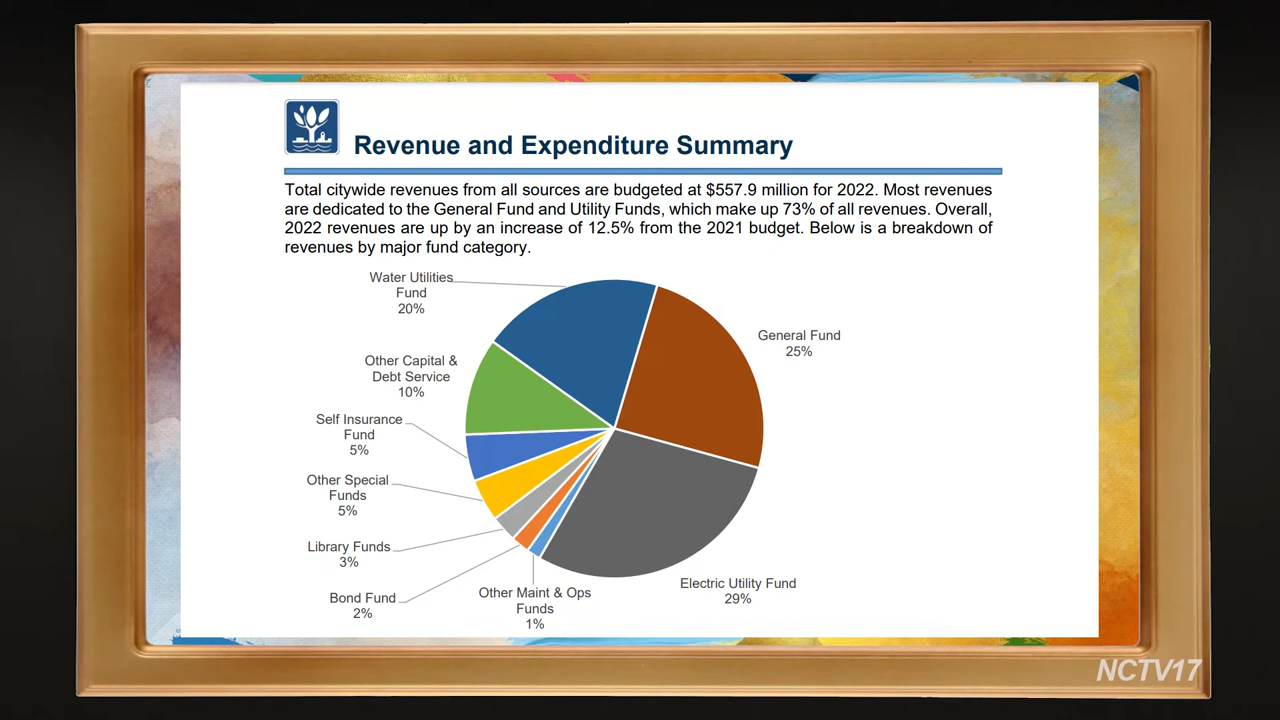 Revenue and Expenditure Summary
Total citywide revenues from all sources are budgeted at $557.9 million for 2022. Most revenues
are dedicated to the General Fund and Utility Funds, which make up 73% of all revenues. Overall,
2022 revenues are up by an increase of 12.5% from the 2021 budget. Below is a breakdown of
revenues by major fund category.
Water Utilities
Fund
20%
General Fund
25%
Other Capital &
Debt Service
10%
Self Insurance
Fund
5%
Other Special
Funds
5%
Library Funds
3%
Bond Fund
2%
Other Maint & Ops
Funds
1%
Electric Utility Fund
29%
NCTV17